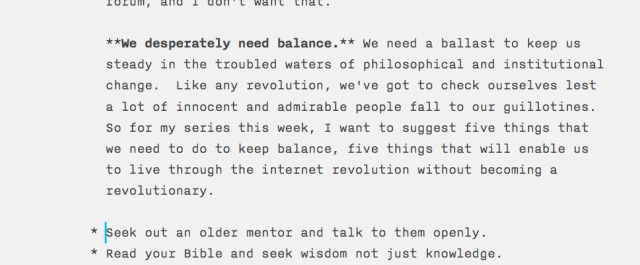 forum, and I don't want that.
**We desperately need balance.** We need a ballast to keep us
steady in the troubled waters of philosophical and institutional
change.  Like any revolution, we've got to check ourselves lest
a lot of innocent and admirable people fall to our guillotines.
So for my series this week, I want to suggest five things that
we need to do to keep balance, five things that will enable us
to live through the internet revolution without becoming a
revolutionary.
* Seek out an older mentor and talk to them openly.
* Read your Bible and seek wisdom not just knowledge.